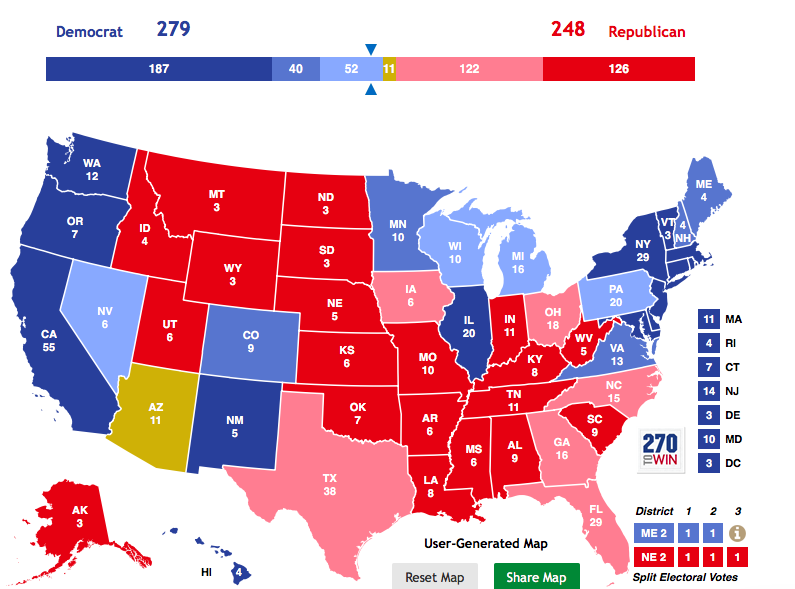 Democrat 279 248 Republican
187 40 52 11 122 126
WA
12
OR
7
CA
55
NV
6
ID
4
MT
3
WY
3
UT
6
CO
9
AZ
11
NM
5
ND
3
SD
3
NE
5
KS
6
OK
7
TX
38
MN
10
IA
6
MO
10
AR
6
LA
8
WI
10
IL
20
MI
16
IN
11
OH
18
KY
8
TN
11
MS
6
AL
9
GA
16
FL
29
SC
9
NC
15
VA
13
WV
5
PA
20
NY
29
VT
3
4
NH
ME
4
AK
3
HI 4
11 MA
4 RI
7 CT
14 NJ
3 DE
10 MD
3 DC
270
TO WIN
District 1 2 3
ME 2 1 1 i
NE 2 1 1 1
Split Electoral Votes
User-Generated Map
Reset Map Share Map